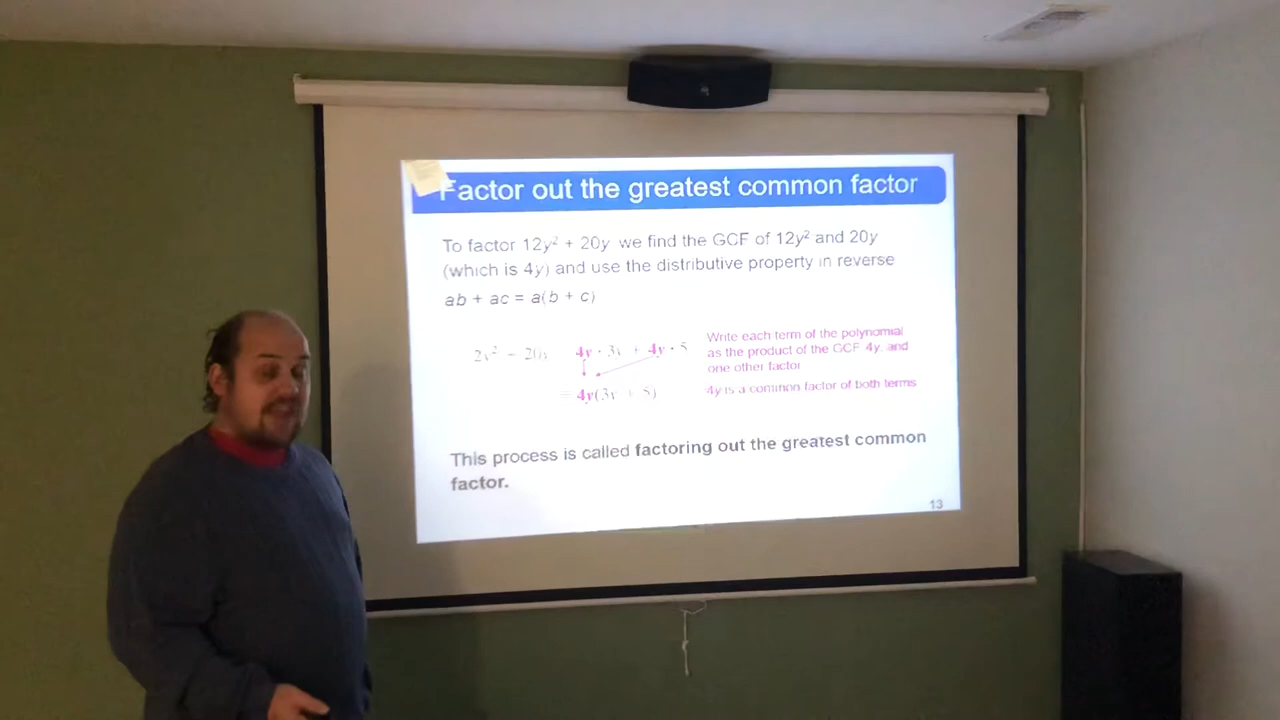 Factor out the greatest common factor
To factor 12y² + 20y we find the GCF of 12y² and 20y
(which is 4y) and use the distributive property in reverse
ab + ac = a(b + c)
2y² - 20y 4y · 3y + 4y · 5
= 4y(3y + 5)
Write each term of the polynomial
as the product of the GCF 4y, and
one other factor
4y is a common factor of both terms
This process is called factoring out the greatest common
factor.
13